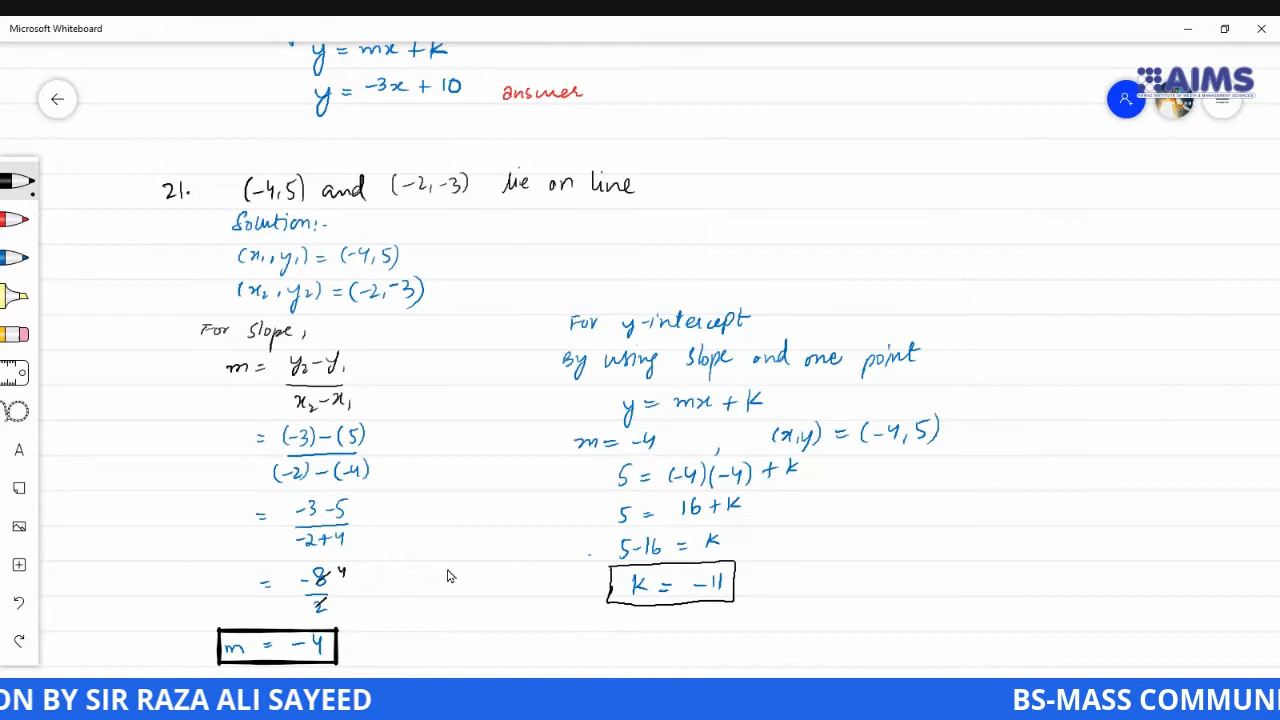 Microsoft Whiteboard
y = mx + k
y = -3x + 10 answer
AIMS
21. (-4,5) and (-2,-3) lie on line
Solution:-
(x₁, y₁) = (-4,5)
(x₂, y₂) = (-2,-3)
For slope,
m = y₂-y₁
x₂-x₁
= (-3)-(5)
(-2)-(-4)
= -3-5
-2+4
= -8 4
2
m = -4
For y-intercept
By using slope and one point
y = mx + k
m = -4 , (x,y) = (-4,5)
5 = (-4)(-4) + k
5 = 16 + k
5-16 = k
k = -11
A
ON BY SIR RAZA ALI SAYEED
BS-MASS COMMUN